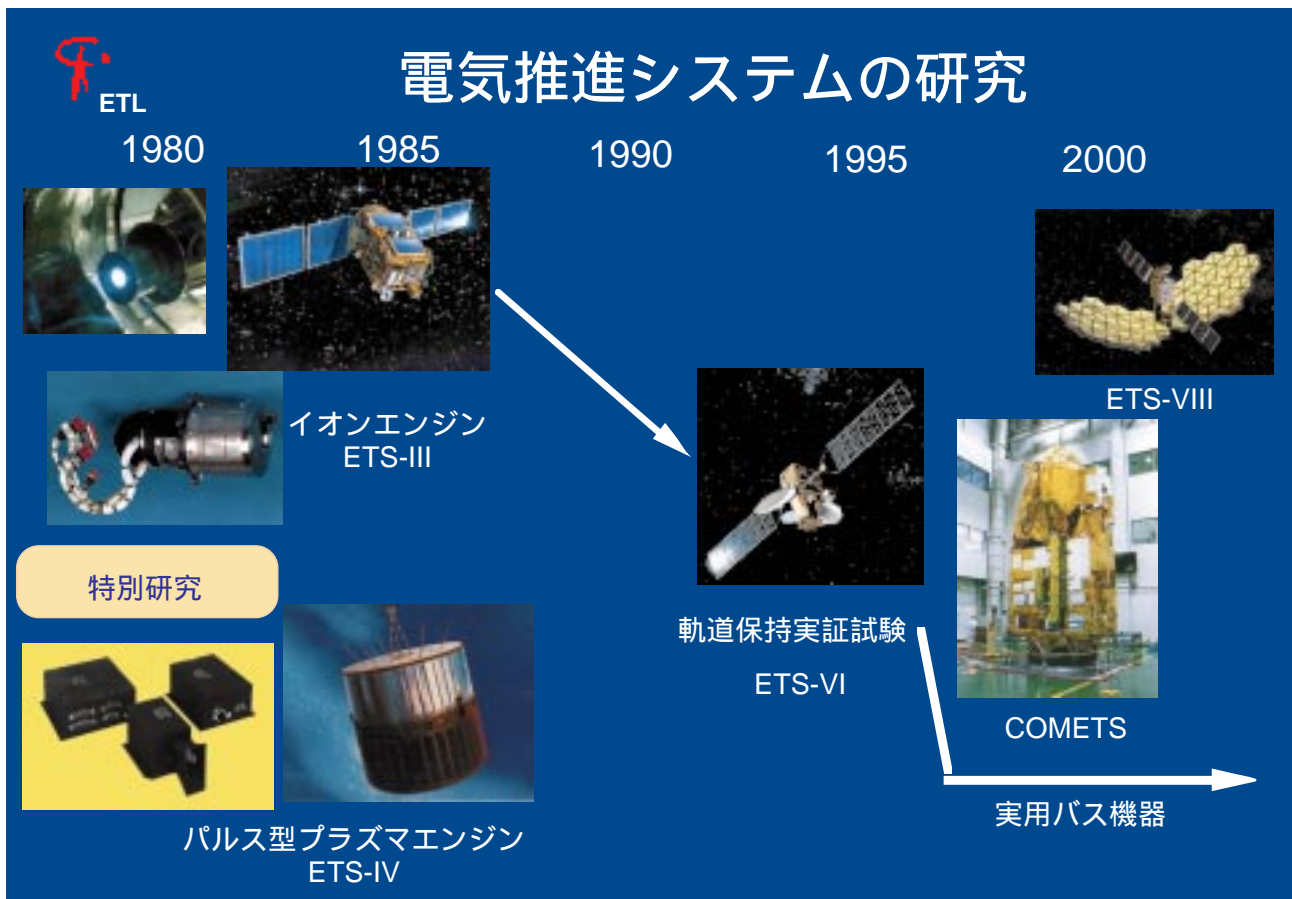 ETL
電気推進システムの研究
1980 1985 1990 1995 2000
イオンエンジン
ETS-III
特別研究
パルス型プラズマエンジン
ETS-IV
軌道保持実証試験
ETS-VI
ETS-VIII
COMETS
実用バス機器